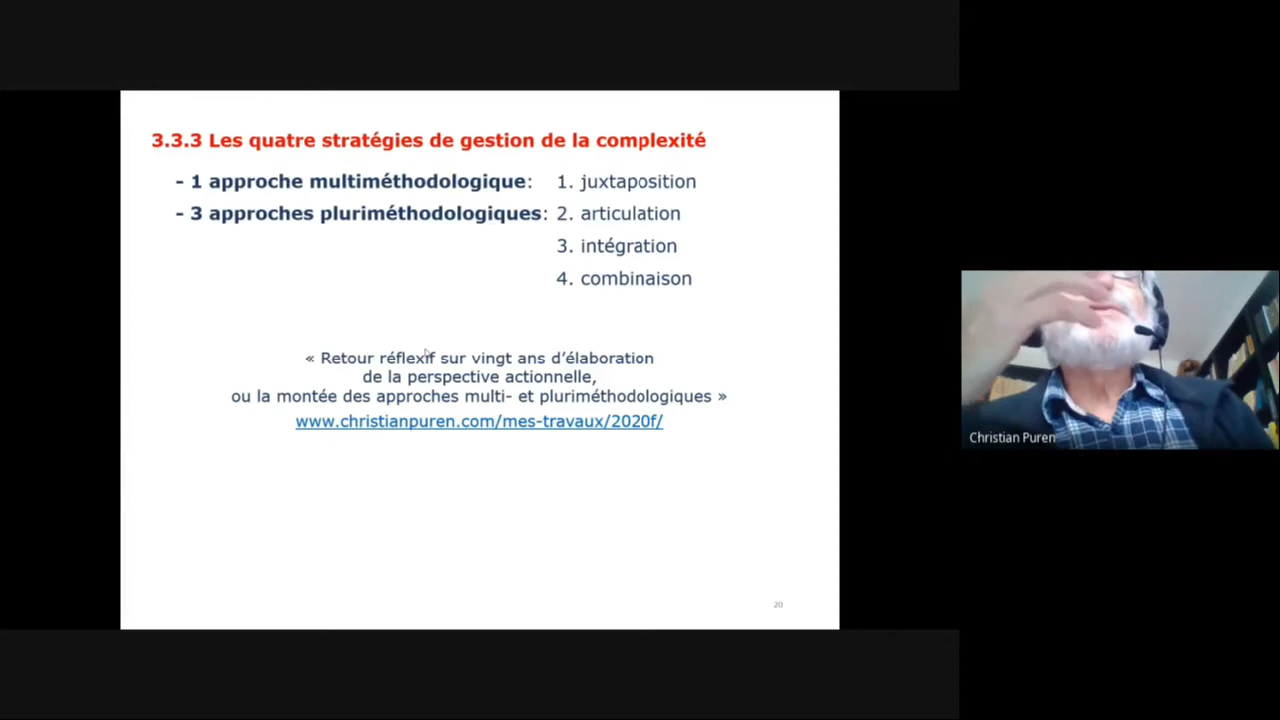 3.3.3 Les quatre stratégies de gestion de la complexité
- 1 approche multiméthodologique: 1. juxtaposition
- 3 approches pluriméthodologiques: 2. articulation
3. intégration
4. combinaison
« Retour réflexif sur vingt ans d’élaboration
de la perspective actionnelle,
ou la montée des approches multi- et pluriméthodologiques »
www.christianpuren.com/mes-travaux/2020f/
20
Christian Puren